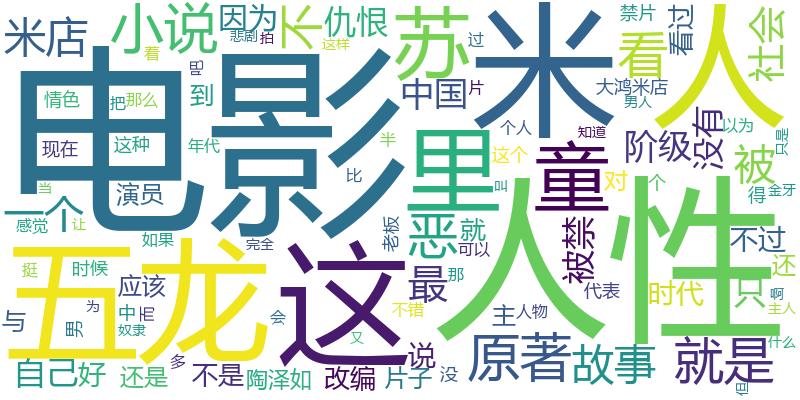 米店
小说
因为
悲剧
拍
不
仇恨
这样
苏
过
米
人
禁片
看过
社会
看
电影
情色
看
把
那么
到
吧
中国
片
大鸿米店
男人
没有
以为
只是
现在
这种
年代
半
里
个人
知道
童
阶级
被
演员
比
叫
这个
对
个
得
金牙
一个
感觉
当
让
如果
完全
老板
恶
就
可以
被禁
不过
五龙
这
人性
挺
时候
应该
最
那
代表
时代
只
还
啊
与
男
为
中
而
奴隶
会
不错
又
主
人物
主人
什么
自己
好
还是
多
不是
陶泽如
改编
说
片子
没
原著
故事
就是
但